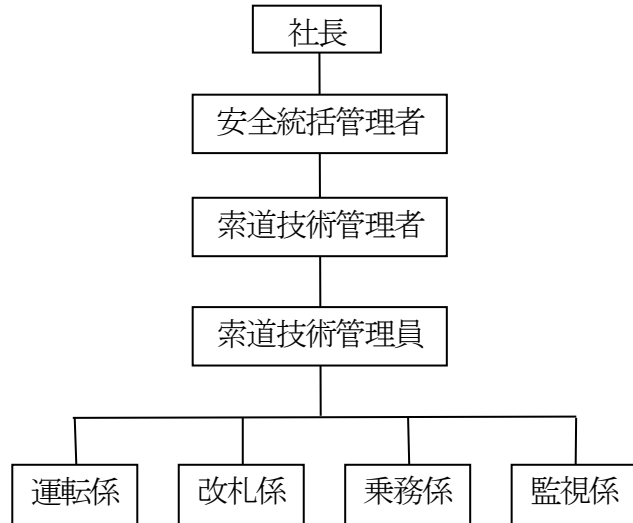 社長
安全統括管理者
索道技術管理者
索道技術管理員
運転係
改札係
乗務係
監視係